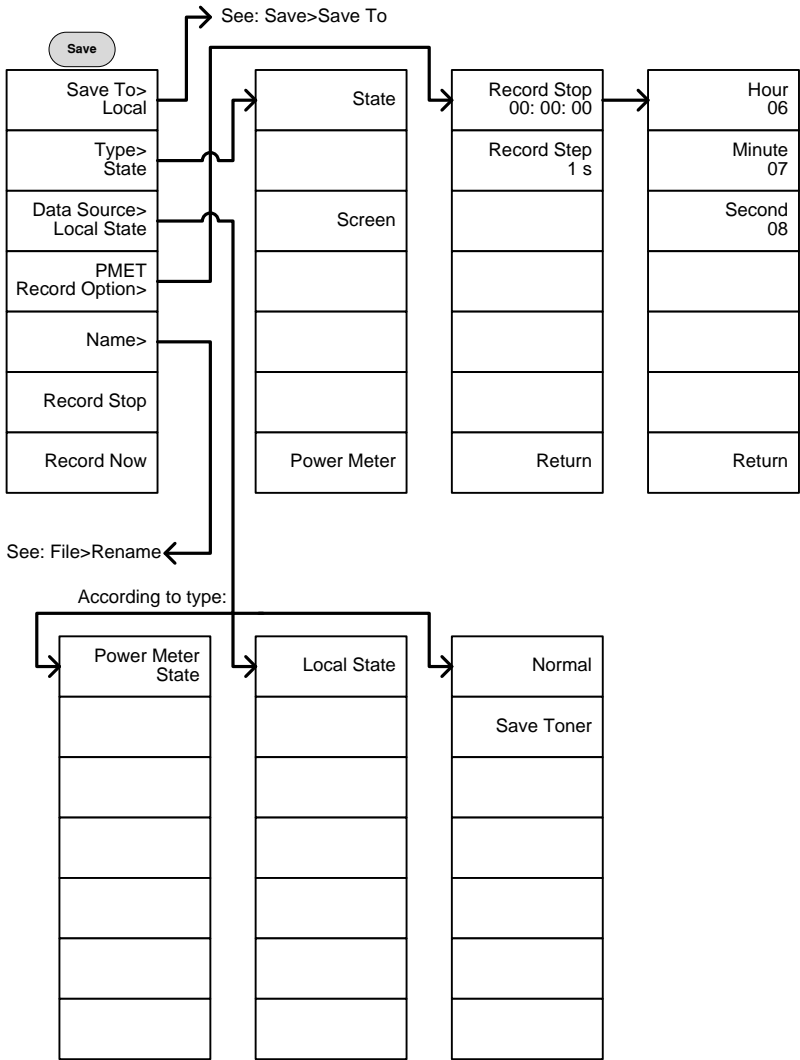 See: Save>Save To
Save
Save To>
Local
Type>
State
Data Source>
Local State
PMET
Record Option>
Name>
Record Stop
Record Now
State
Screen
Power Meter
Record Stop
00: 00: 00
Record Step
1 s
Return
Hour
06
Minute
07
Second
08
Return
See: File>Rename
According to type:
Power Meter
State
Local State
Normal
Save Toner